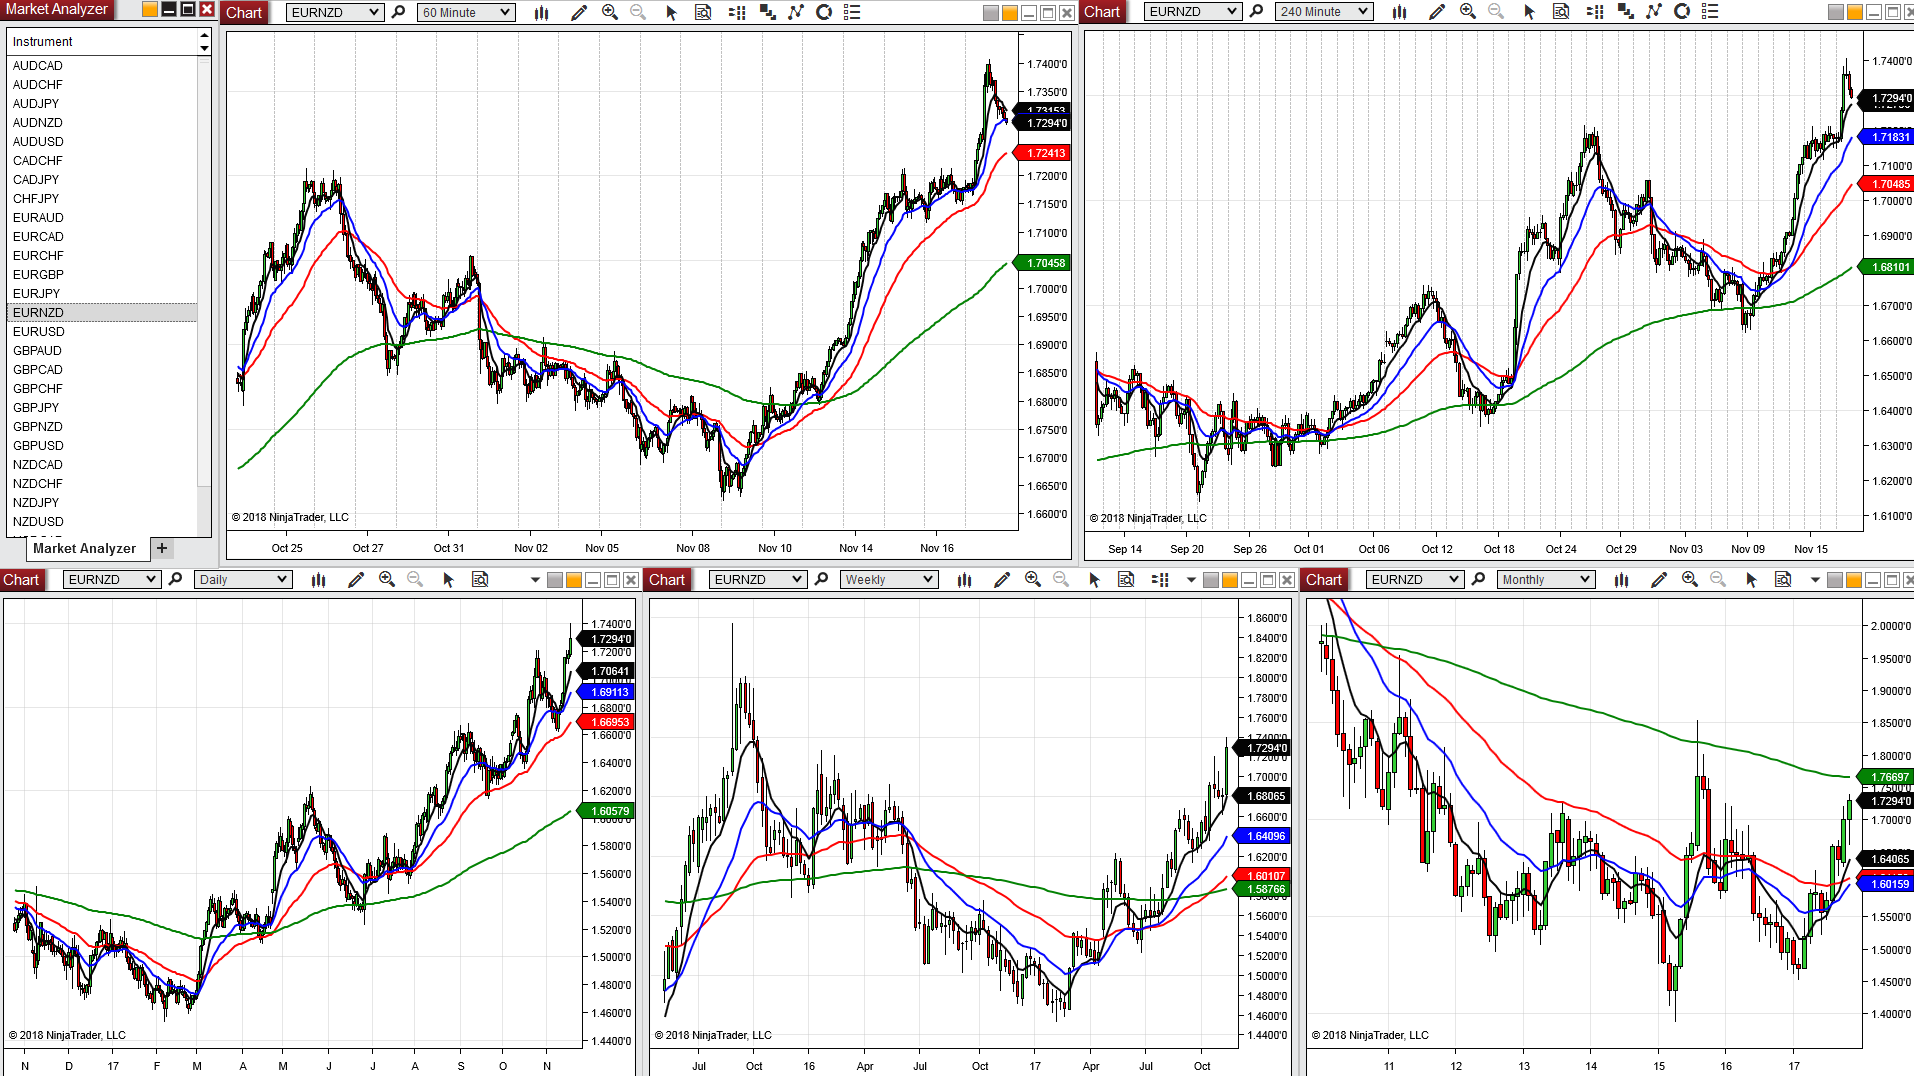 Market Analyzer
Instrument
AUDCAD
AUDCHF
AUDJPY
AUDNZD
AUDUSD
CADCHF
CADJPY
CHFJPY
EURAUD
EURCAD
EURCHF
EURGBP
EURJPY
EURNZD
EURUSD
GBPAUD
GBPCAD
GBPCHF
GBPJPY
GBPNZD
GBPUSD
NZDCAD
NZDCHF
NZDJPY
NZDUSD
Market Analyzer +
Chart EURNZD 60 Minute
1.7400'0
1.7350'0
1.73153
1.7294'0
1.72413
1.7200'0
1.7150'0
1.7100'0
1.70458
1.7000'0
1.6950'0
1.6900'0
1.6850'0
1.6800'0
1.6750'0
1.6700'0
1.6650'0
1.6600'0
© 2018 NinjaTrader, LLC
Oct 25 Oct 27 Oct 31 Nov 02 Nov 05 Nov 08 Nov 10 Nov 14 Nov 16
Chart EURNZD 240 Minute
1.7400'0
1.7294'0
1.71831
1.7100'0
1.70485
1.7000'0
1.6900'0
1.68101
1.6700'0
1.6600'0
1.6500'0
1.6400'0
1.6300'0
1.6200'0
1.6100'0
© 2018 NinjaTrader, LLC
Sep 14 Sep 20 Sep 26 Oct 01 Oct 06 Oct 12 Oct 18 Oct 24 Oct 29 Nov 03 Nov 09 Nov 15
Chart EURNZD Daily
1.7400'0
1.7294'0
1.7200'0
1.70641
1.69113
1.6800'0
1.66953
1.6600'0
1.6400'0
1.6200'0
1.60579
1.6000'0
1.5800'0
1.5600'0
1.5400'0
1.5200'0
1.5000'0
1.4800'0
1.4600'0
1.4400'0
© 2018 NinjaTrader, LLC
N D 17 F M A M J J A S O N
Chart EURNZD Weekly
1.8600'0
1.8400'0
1.8200'0
1.8000'0
1.7800'0
1.7600'0
1.7400'0
1.7294'0
1.7000'0
1.68065
1.6600'0
1.64096
1.6200'0
1.60107
1.58766
1.5600'0
1.5400'0
1.5200'0
1.5000'0
1.4800'0
1.4600'0
1.4400'0
© 2018 NinjaTrader, LLC
Jul Oct 16 Apr Jul Oct 17 Apr Jul Oct
Chart EURNZD Monthly
2.0000'0
1.9500'0
1.9000'0
1.8500'0
1.8000'0
1.76697
1.7500'0
1.7294'0
1.7000'0
1.64065
1.60159
1.5500'0
1.5000'0
1.4500'0
1.4000'0
© 2018 NinjaTrader, LLC
11 12 13 14 15 16 17